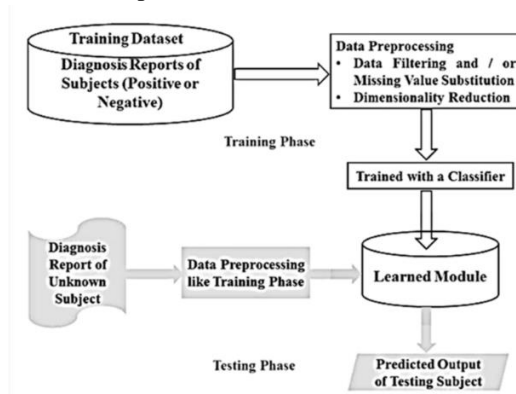 Training Dataset
Diagnosis Reports of
Subjects (Positive or
Negative)
Data Preprocessing
• Data Filtering and / or
Missing Value Substitution
• Dimensionality Reduction
Training Phase
Trained with a Classifier
Diagnosis
Report of
Unknown
Subject
Data Preprocessing
like Training Phase
Learned Module
Testing Phase
Predicted Output
of Testing Subject